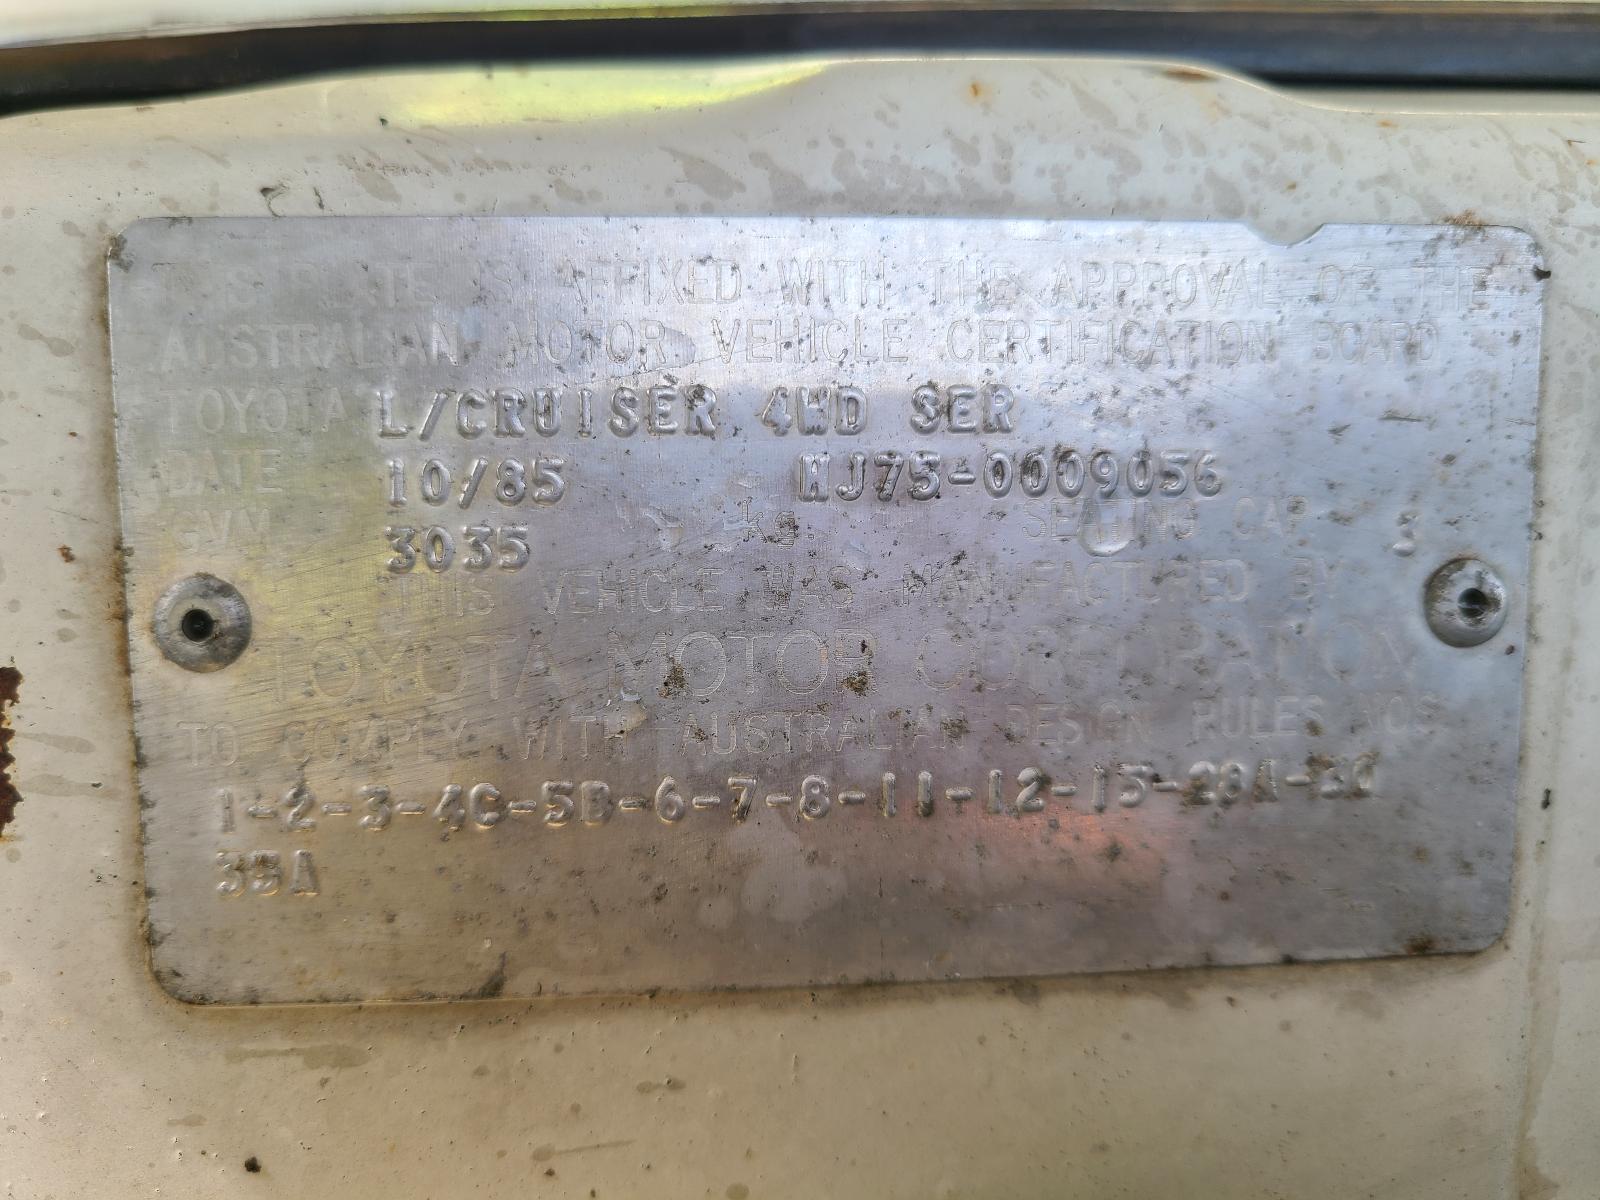 THIS PLATE IS AFFIXED WITH THE APPROVAL OF THE
AUSTRALIAN MOTOR VEHICLE CERTIFICATION BOARD
TOYOTA L/CRUISER 4WD SER
DATE 10/85 HJ75-0009056
GVM 3035 kg. SEATING CAP 3
THIS VEHICLE WAS MANUFACTURED BY
TOYOTA MOTOR CORPORATION
TO COMPLY WITH AUSTRALIAN DESIGN RULES NOS
1-2-3-4C-5B-6-7-8-11-12-15-28A-30
35A